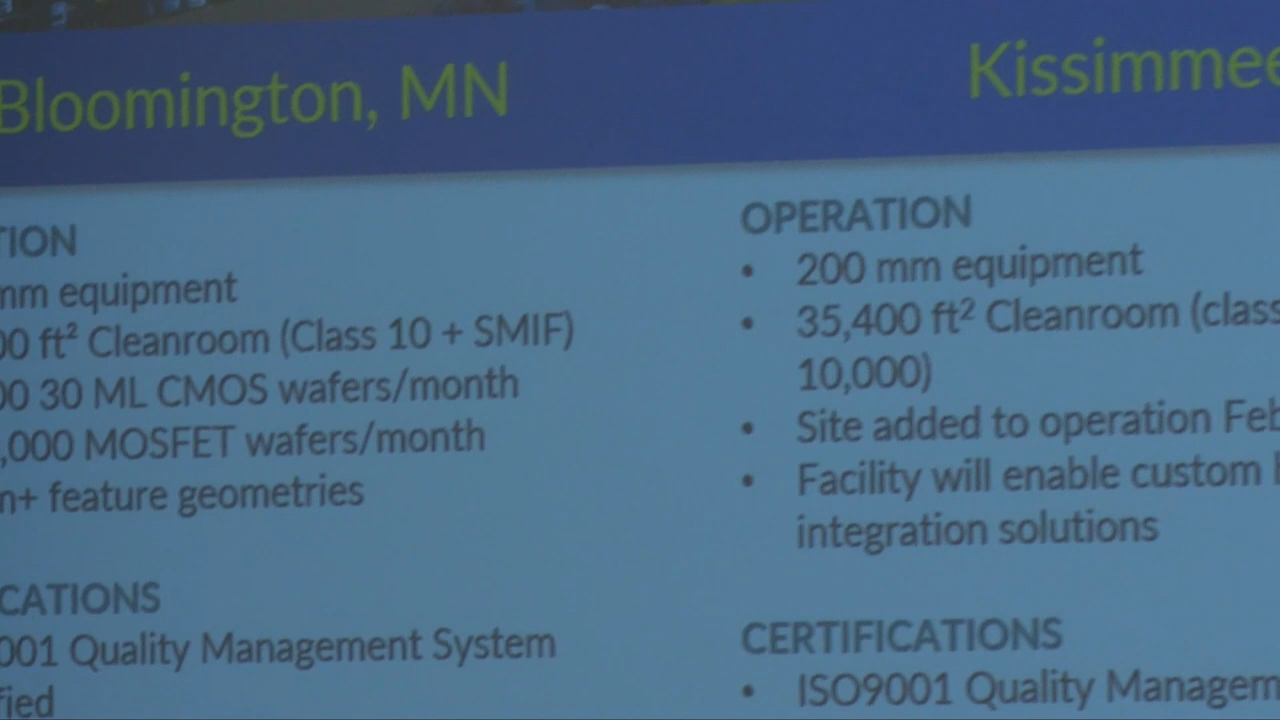 Bloomington, MN
TION
mm equipment
00 ft² Cleanroom (Class 10 + SMIF)
00 30 ML CMOS wafers/month
,000 MOSFET wafers/month
m+ feature geometries
CATIONS
001 Quality Management System
fied
Kissimmee
OPERATION
• 200 mm equipment
• 35,400 ft² Cleanroom (class
10,000)
• Site added to operation Feb
• Facility will enable custom
integration solutions
CERTIFICATIONS
• ISO9001 Quality Managem